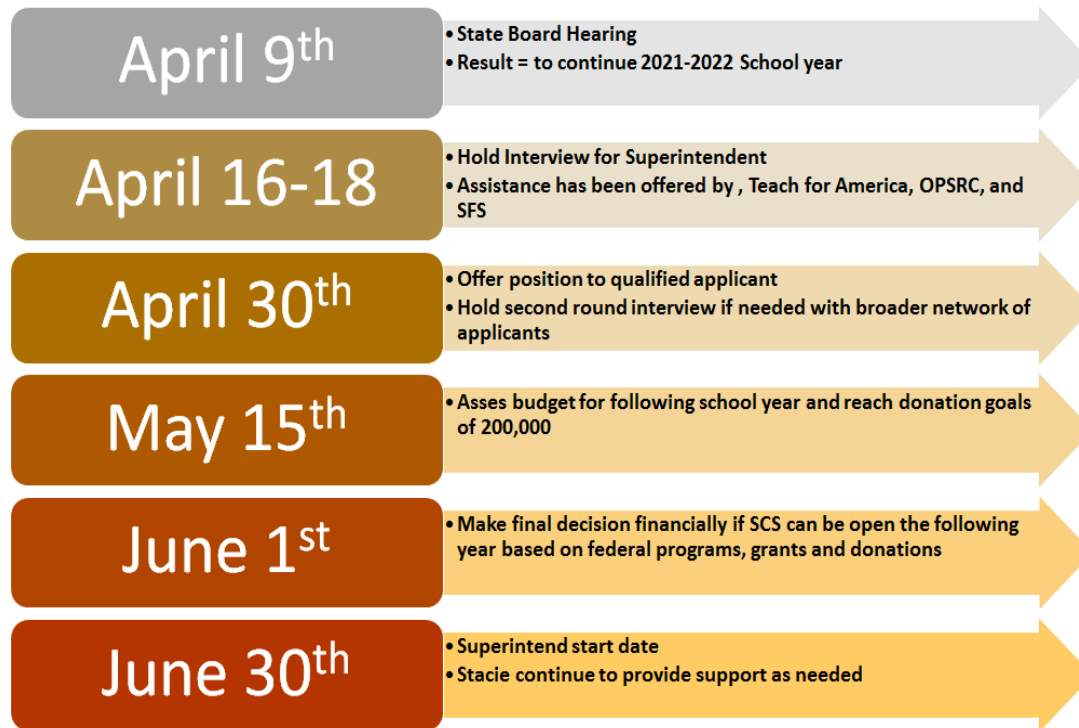 April 9th
• State Board Hearing
• Result = to continue 2021-2022 School year
April 16-18
• Hold Interview for Superintendent
• Assistance has been offered by , Teach for America, OPSRC, and
SFS
April 30th
• Offer position to qualified applicant
• Hold second round interview if needed with broader network of
applicants
May 15th
• Asses budget for following school year and reach donation goals
of 200,000
June 1st
• Make final decision financially if SCS can be open the following
year based on federal programs, grants and donations
June 30th
• Superintend start date
• Stacie continue to provide support as needed